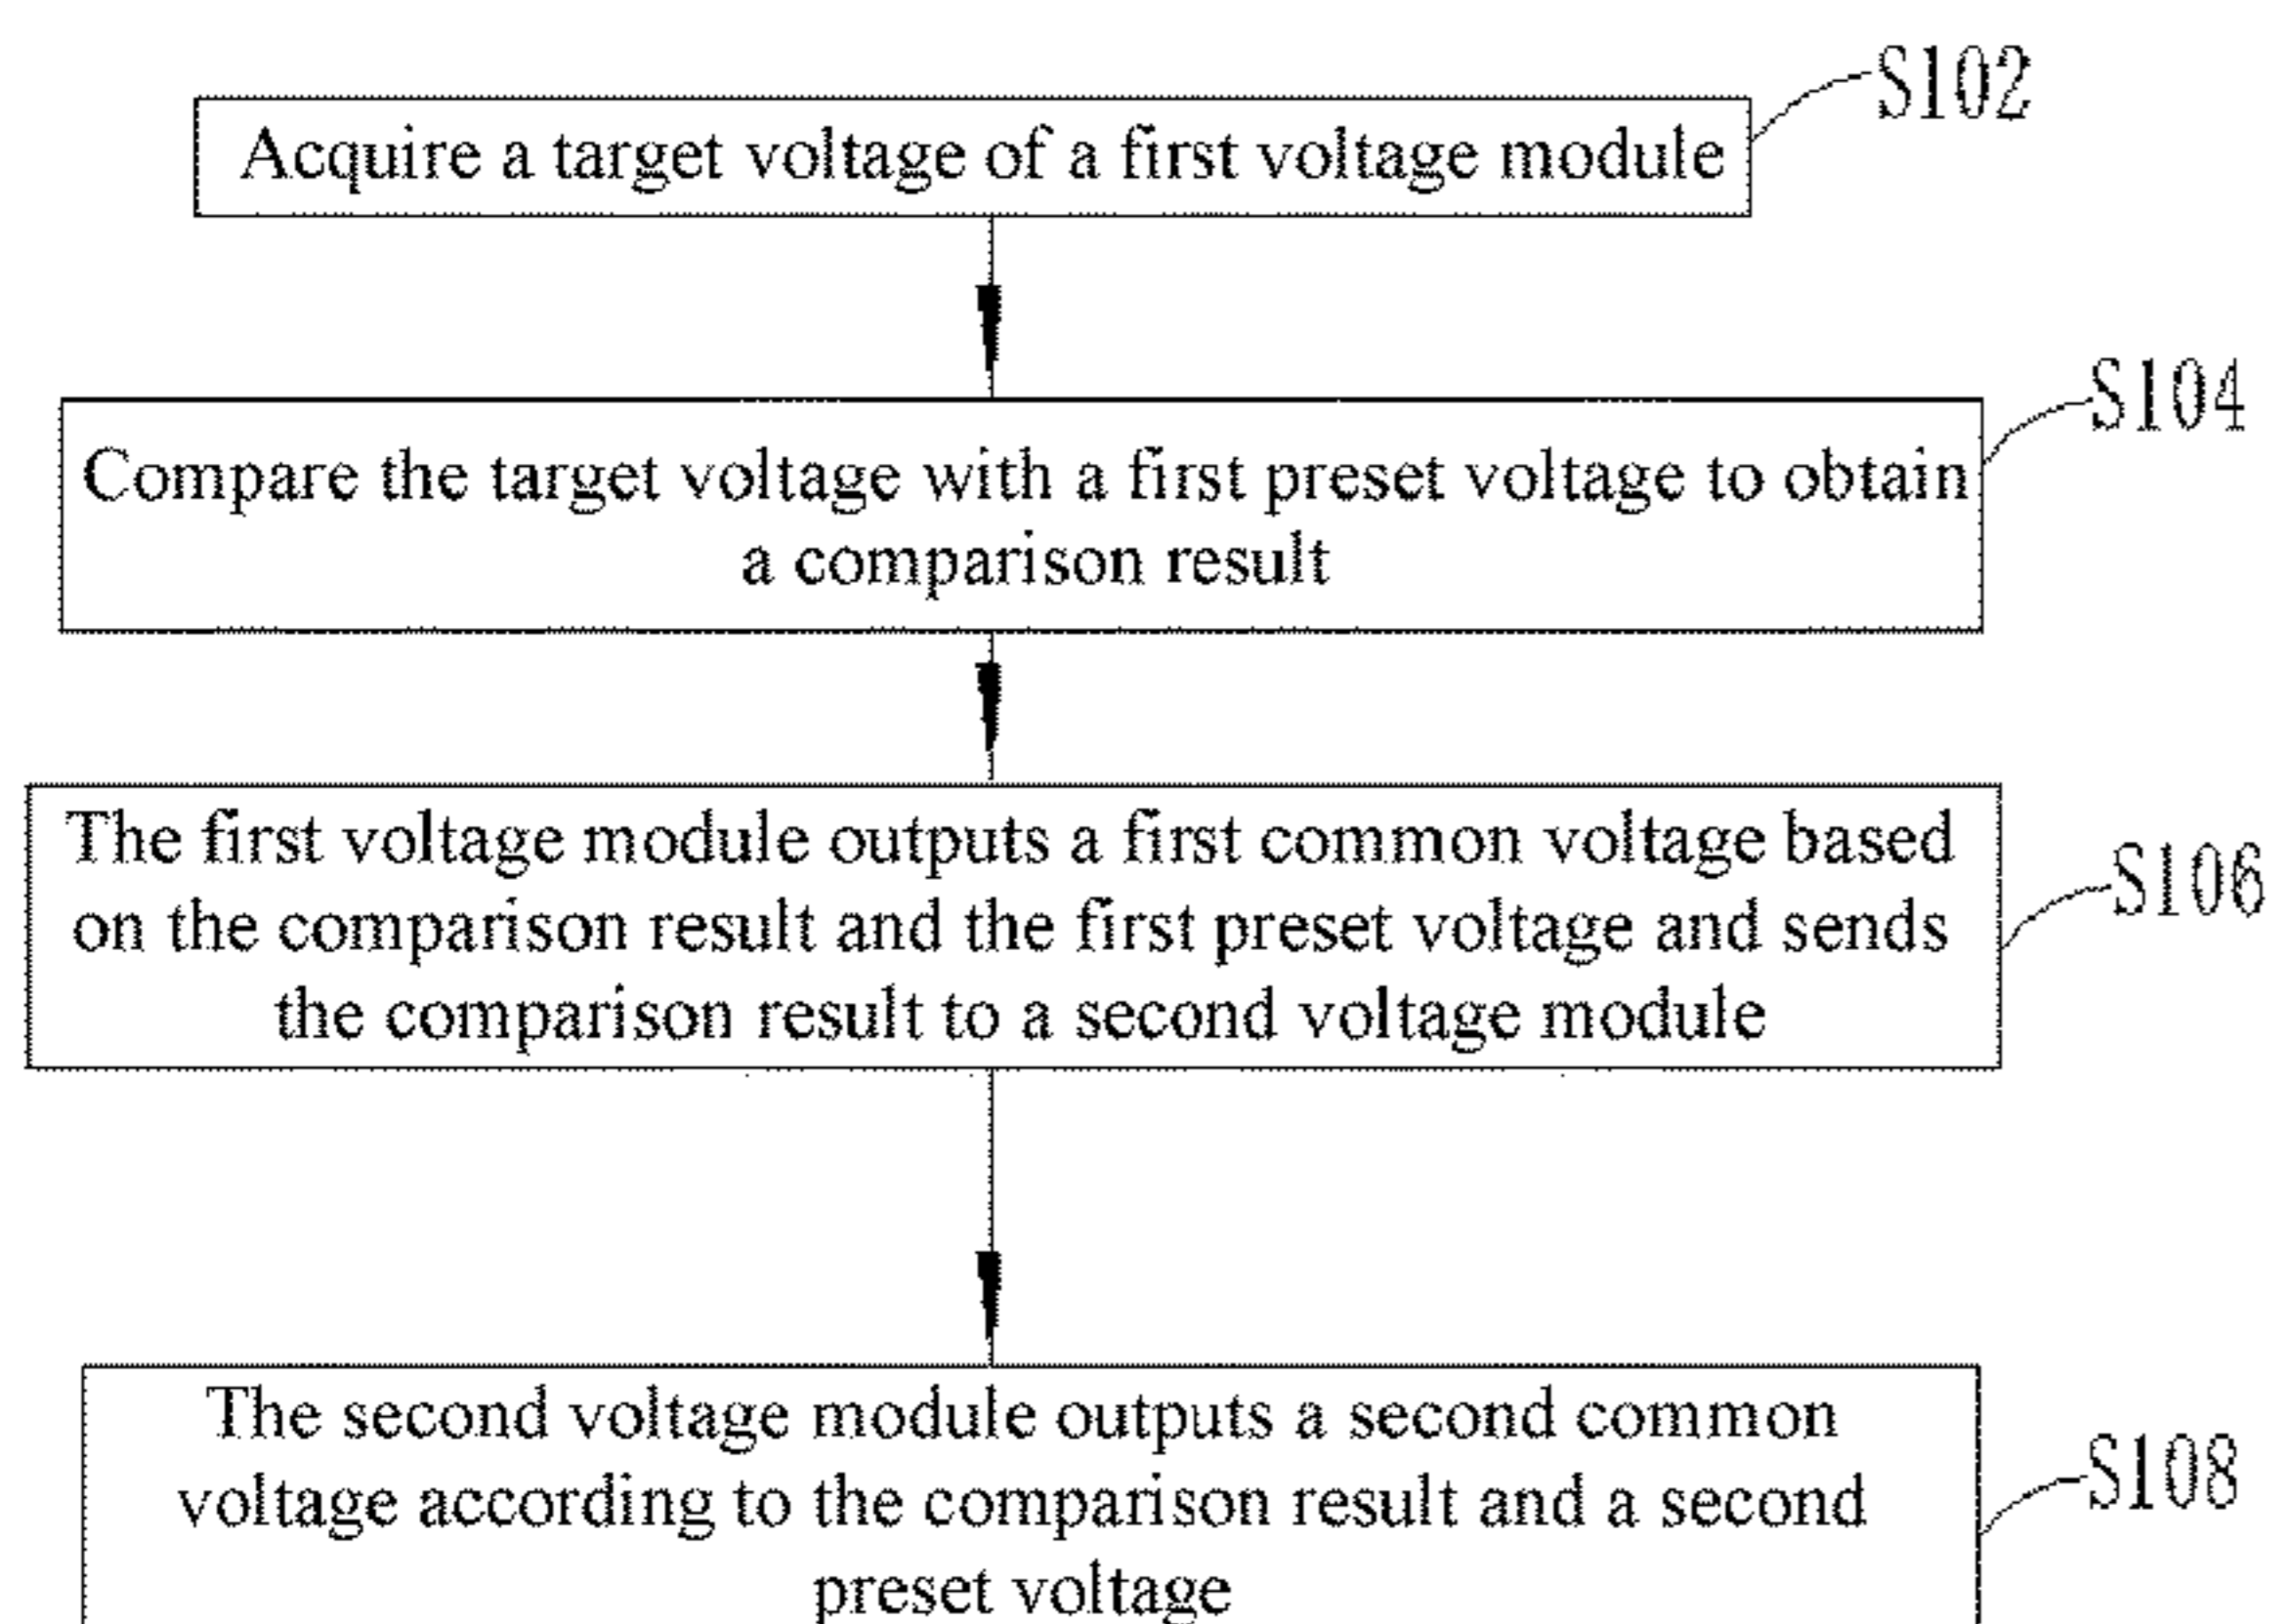 S102
Acquire a target voltage of a first voltage module
S104
Compare the target voltage with a first preset voltage to obtain
a comparison result
The first voltage module outputs a first common voltage based
S106
on the comparison result and the first preset voltage and sends
the comparison result to a second voltage module
The second voltage module outputs a second common
S108
voltage according to the comparison result and a second
preset voltage